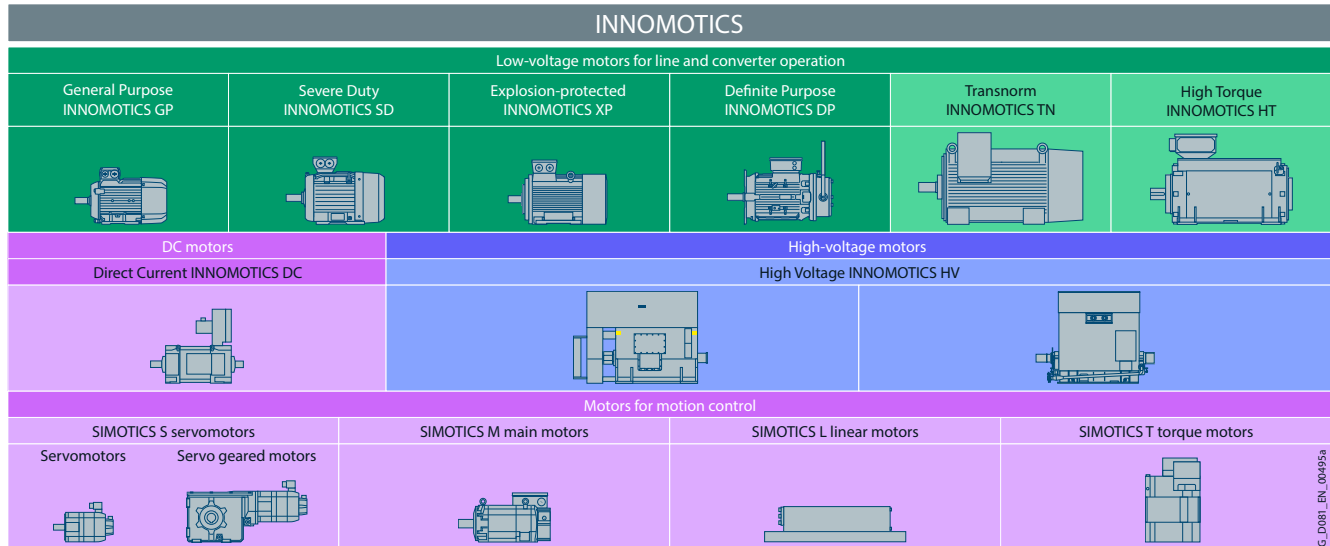 INNOMOTICS
Low-voltage motors for line and converter operation
General Purpose
INNOMOTICS GP
Severe Duty
INNOMOTICS SD
Explosion-protected
INNOMOTICS XP
Definite Purpose
INNOMOTICS DP
Transnorm
INNOMOTICS TN
High Torque
INNOMOTICS HT
DC motors
High-voltage motors
Direct Current INNOMOTICS DC
High Voltage INNOMOTICS HV
Motors for motion control
SIMOTICS S servomotors
SIMOTICS M main motors
SIMOTICS L linear motors
SIMOTICS T torque motors
Servomotors
Servo geared motors
G_D081_EN_00495a